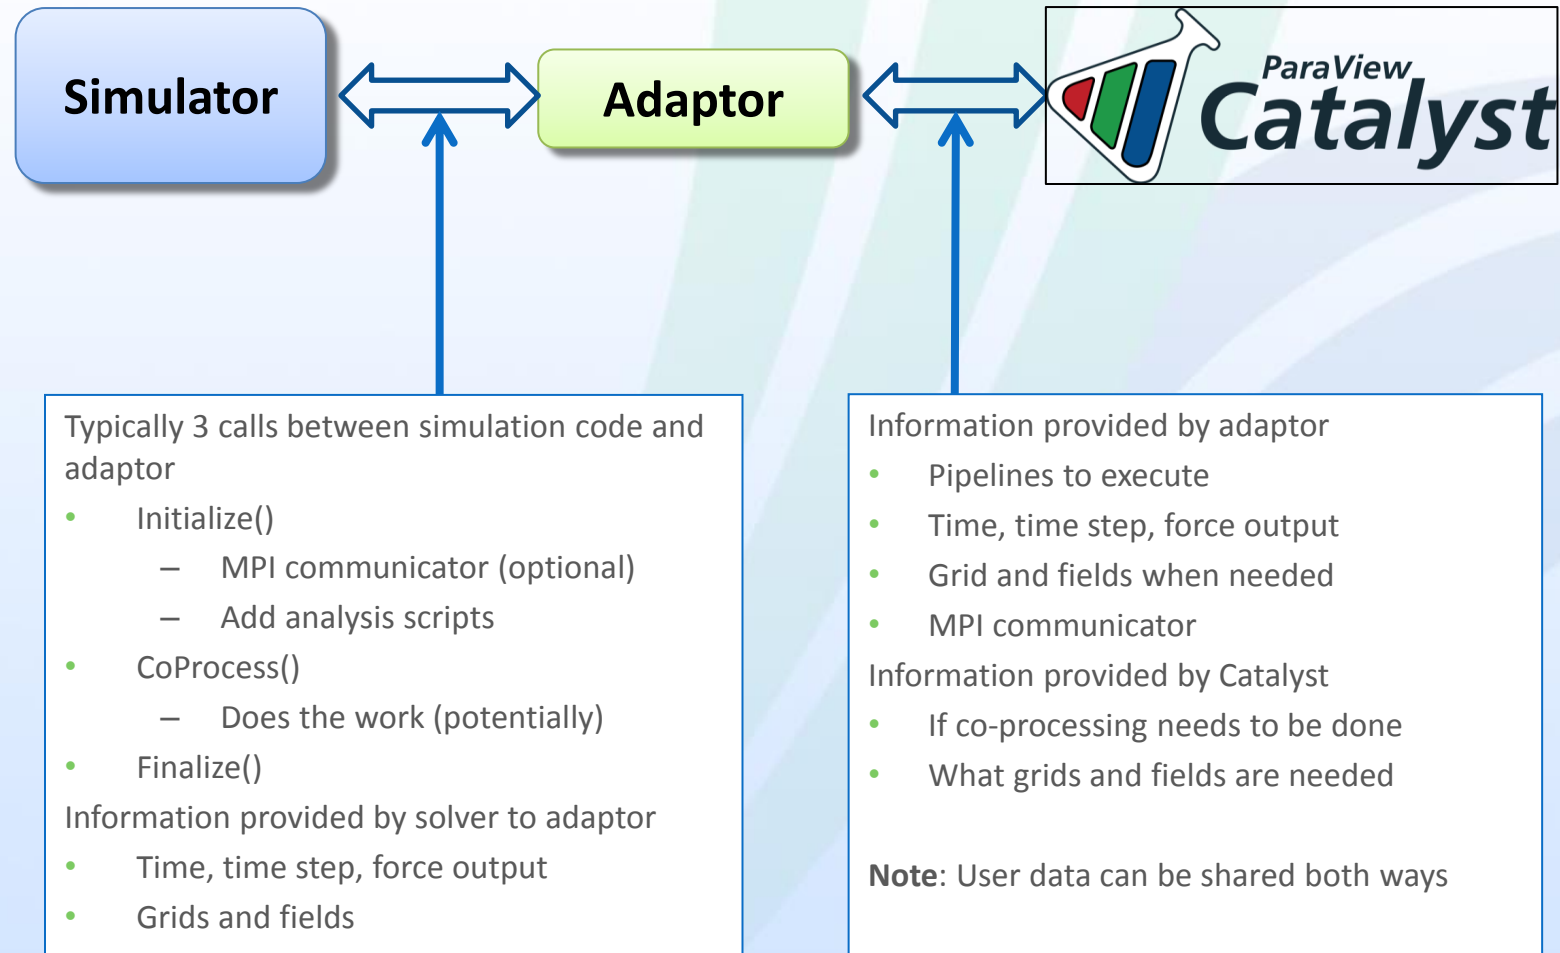 Simulator
Adaptor
ParaView
Catalyst
Typically 3 calls between simulation code and
adaptor
• Initialize()
– MPI communicator (optional)
– Add analysis scripts
• CoProcess()
– Does the work (potentially)
• Finalize()
Information provided by solver to adaptor
• Time, time step, force output
• Grids and fields
Information provided by adaptor
• Pipelines to execute
• Time, time step, force output
• Grid and fields when needed
• MPI communicator
Information provided by Catalyst
• If co-processing needs to be done
• What grids and fields are needed
Note: User data can be shared both ways